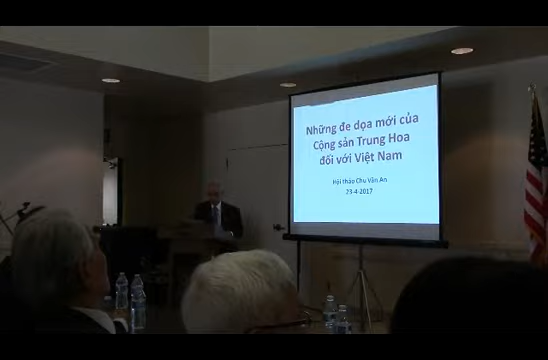 Những đe dọa mới của
Cộng sản Trung Hoa
đối với Việt Nam
Hội thảo Chu Văn An
23-4-2017